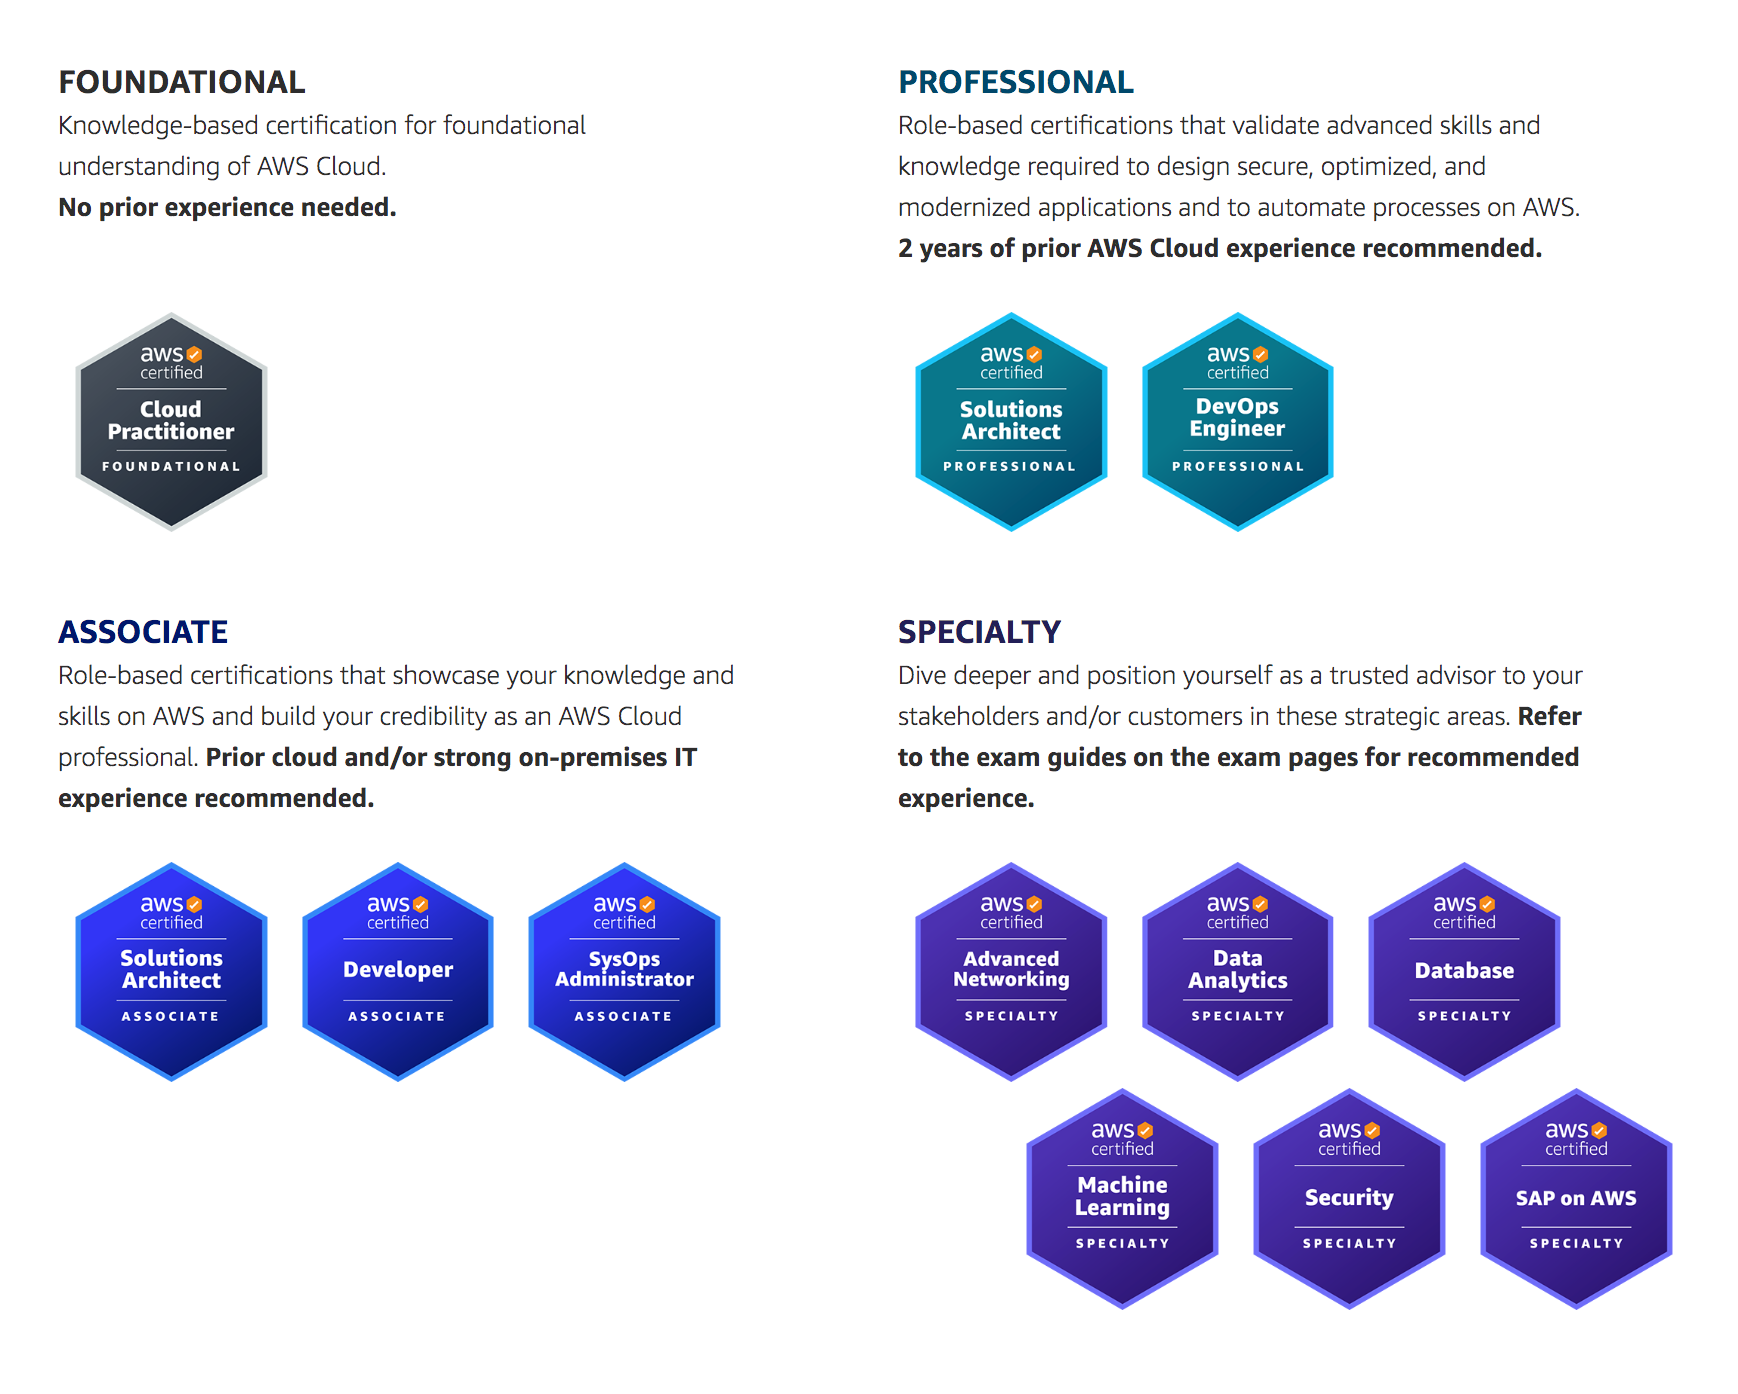 FOUNDATIONAL
Knowledge-based certification for foundational
understanding of AWS Cloud.
No prior experience needed.
aws
certified
Cloud
Practitioner
FOUNDATIONAL
PROFESSIONAL
Role-based certifications that validate advanced skills and
knowledge required to design secure, optimized, and
modernized applications and to automate processes on AWS.
2 years of prior AWS Cloud experience recommended.
aws
certified
Solutions
Architect
PROFESSIONAL
aws
certified
DevOps
Engineer
PROFESSIONAL
ASSOCIATE
Role-based certifications that showcase your knowledge and
skills on AWS and build your credibility as an AWS Cloud
professional. Prior cloud and/or strong on-premises IT
experience recommended.
aws
certified
Solutions
Architect
ASSOCIATE
aws
certified
Developer
ASSOCIATE
aws
certified
SysOps
Administrator
ASSOCIATE
SPECIALTY
Dive deeper and position yourself as a trusted advisor to your
stakeholders and/or customers in these strategic areas. Refer
to the exam guides on the exam pages for recommended
experience.
aws
certified
Advanced
Networking
SPECIALTY
aws
certified
Data
Analytics
SPECIALTY
aws
certified
Database
SPECIALTY
aws
certified
Machine
Learning
SPECIALTY
aws
certified
Security
SPECIALTY
aws
certified
SAP on AWS
SPECIALTY